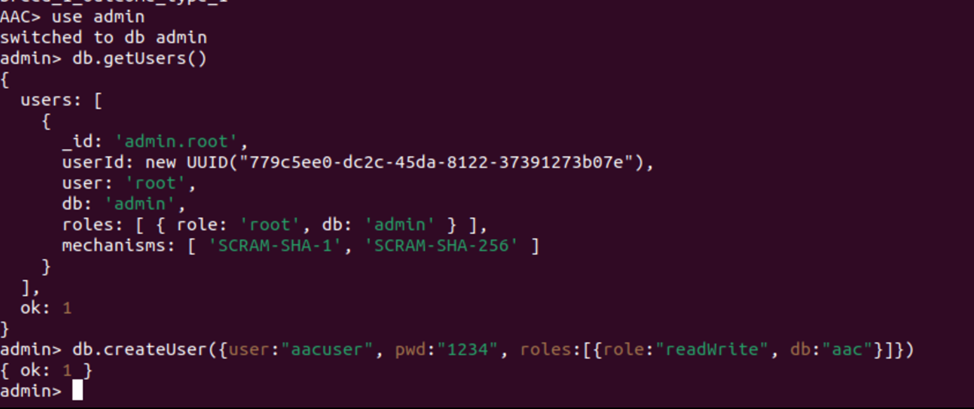 AAC> use admin
switched to db admin
admin> db.getUsers()
{
  users: [
    {
      _id: 'admin.root',
      userId: new UUID("779c5ee0-dc2c-45da-8122-37391273b07e"),
      user: 'root',
      db: 'admin',
      roles: [ { role: 'root', db: 'admin' } ],
      mechanisms: [ 'SCRAM-SHA-1', 'SCRAM-SHA-256' ]
    }
  ],
  ok: 1
}
admin> db.createUser({user:"aacuser", pwd:"1234", roles:[{role:"readWrite", db:"aac"}]})
{ ok: 1 }
admin>